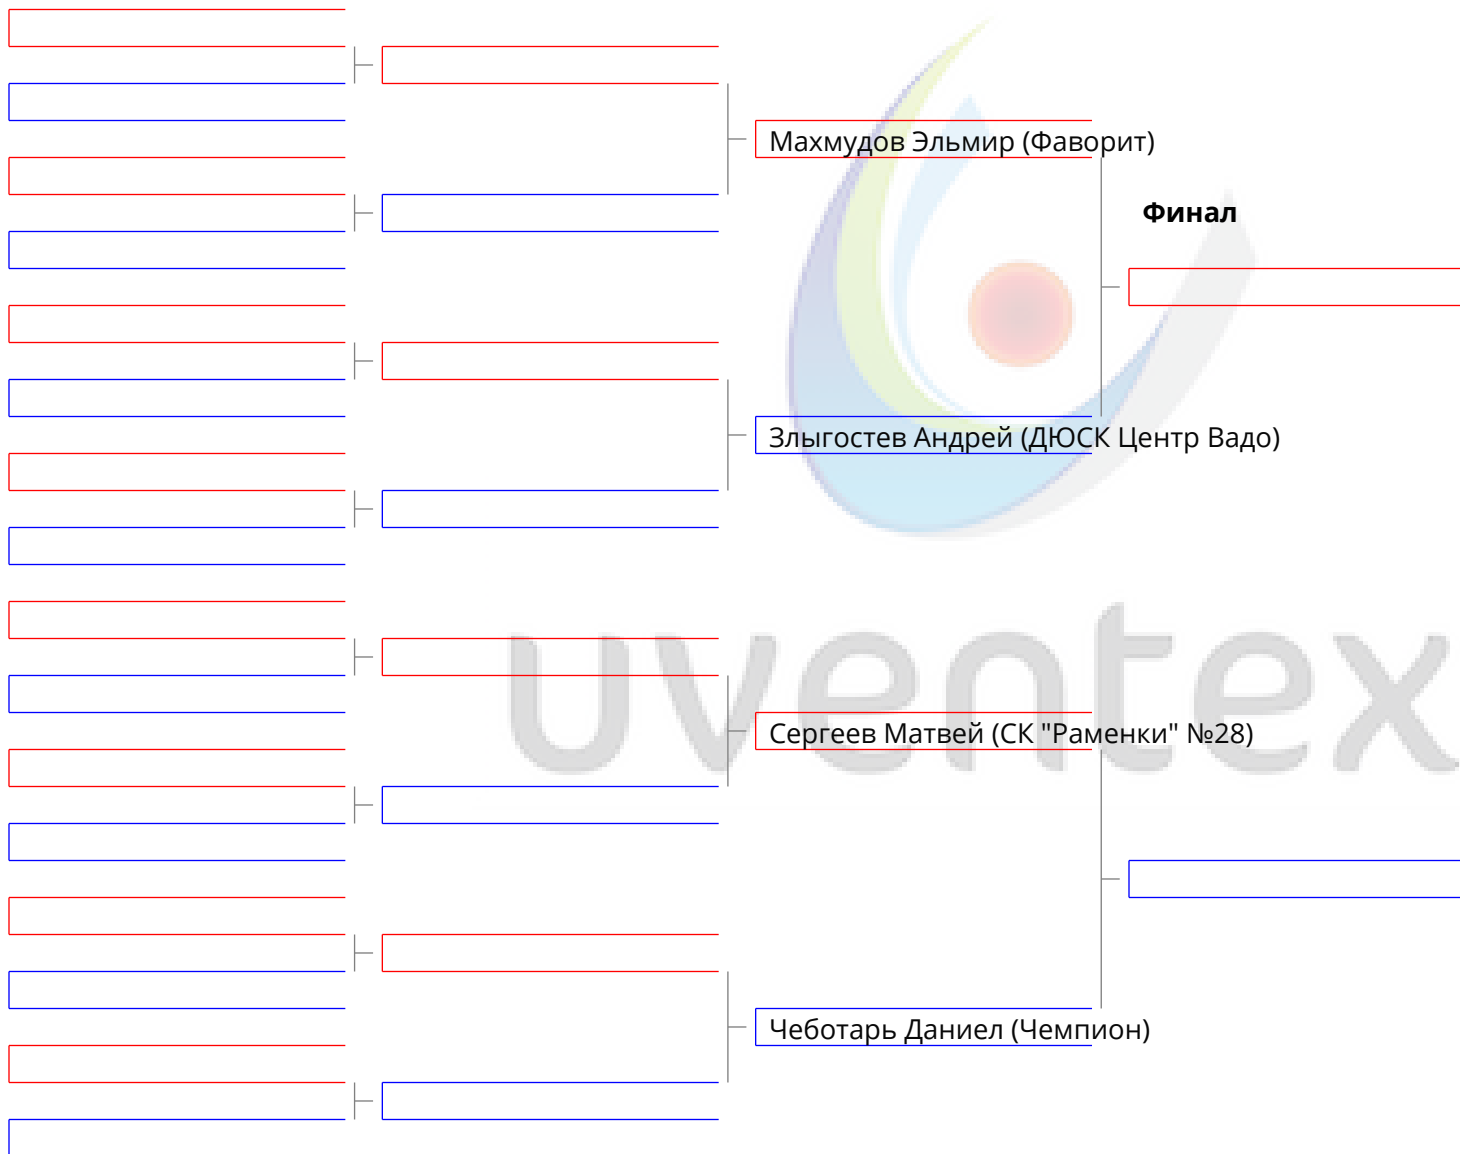 Махмудов Эльмир (Фаворит)
Финал
Злыгостев Андрей (ДЮСК Центр Вадо)
uventex
Сергеев Матвей (СК "Раменки" №28)
Чеботарь Даниел (Чемпион)